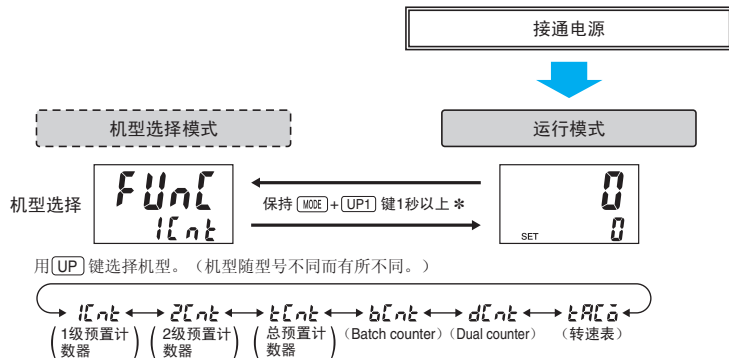 接通电源
机型选择模式
运行模式
机型选择
FUnC
1Cnt
保持 MODE + UP1 键1秒以上 *
0
SET 0
用 UP 键选择机型。（机型随型号不同而有所不同。）
1Cnt 2Cnt tCnt bCnt dCnt tACo
(1级预置计数器) (2级预置计数器) (总预置计数器) (Batch counter) (Dual counter) (转速表)